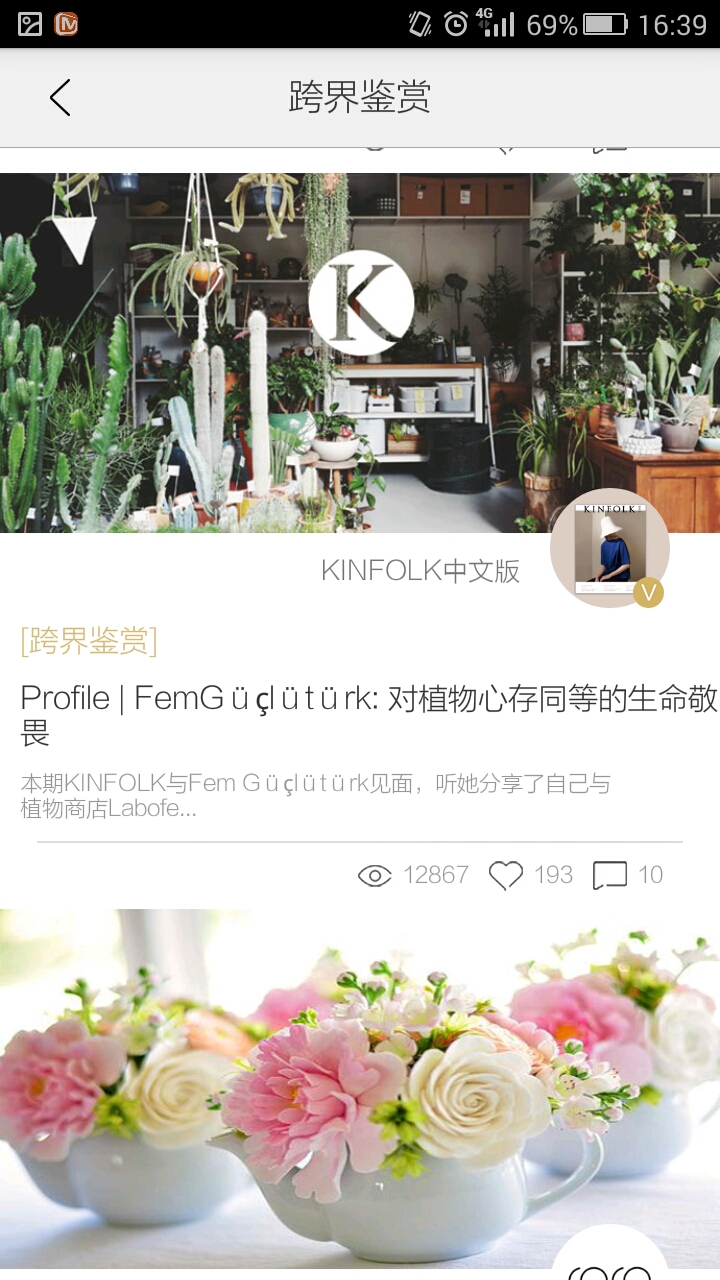 4G
69%
16:39
跨界鉴赏
K
KINFOLK
KINFOLK中文版
V
[跨界鉴赏]
Profile | FemGüçlütürk: 对植物心存同等的生命敬
畏
本期KINFOLK与Fem Güçlütürk见面，听她分享了自己与
植物商店Labofe...
12867
193
10